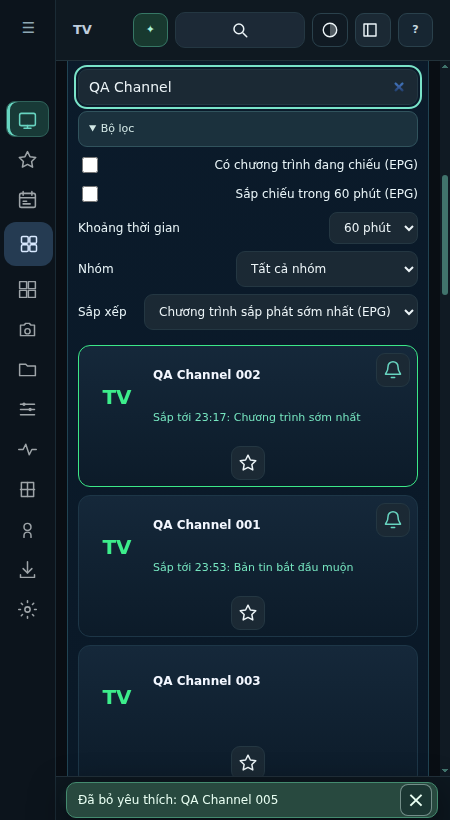 TV
?
QA Channel
▼ Bộ lọc
Có chương trình đang chiếu (EPG)
Sắp chiếu trong 60 phút (EPG)
Khoảng thời gian 60 phút
Nhóm Tất cả nhóm
Sắp xếp Chương trình sắp phát sớm nhất (EPG)
QA Channel 002
TV
Sắp tới 23:17: Chương trình sớm nhất
QA Channel 001
TV
Sắp tới 23:53: Bản tin bắt đầu muộn
QA Channel 003
TV
Đã bỏ yêu thích: QA Channel 005